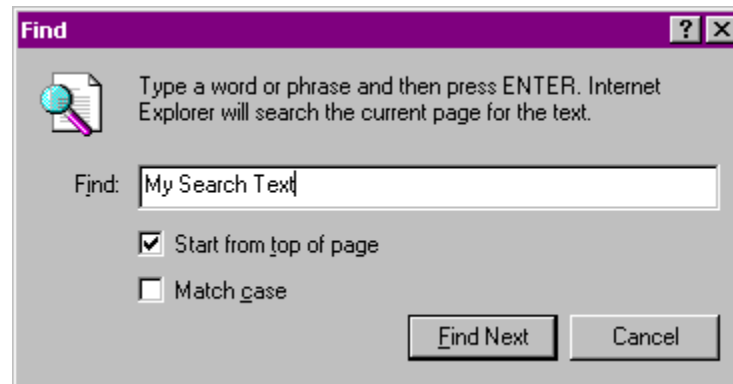 Find
Type a word or phrase and then press ENTER. Internet
Explorer will search the current page for the text.
Find: My Search Text
Start from top of page
Match case
Find Next Cancel